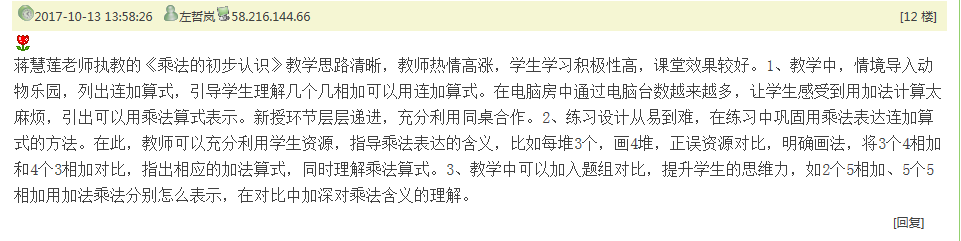 2017-10-13 13:58:26 左哲岚 58.216.144.66 [12 楼]
蒋慧莲老师执教的《乘法的初步认识》教学思路清晰，教师热情高涨，学生学习积极性高，课堂效果较好。1、教学中，情境导入动
物乐园，列出连加算式，引导学生理解几个几相加可以用连加算式。在电脑房中通过电脑台数越来越多，让学生感受到用加法计算太
麻烦，引出可以用乘法算式表示。新授环节层层递进，充分利用同桌合作。2、练习设计从易到难，在练习中巩固用乘法表达连加算
式的方法。在此，教师可以充分利用学生资源，指导乘法表达的含义，比如每堆3个，画4堆，正误资源对比，明确画法，将3个4相加
和4个3相加对比，指出相应的加法算式，同时理解乘法算式。3、教学中可以加入题组对比，提升学生的思维力，如2个5相加、5个5
相加用加法乘法分别怎么表示，在对比中加深对乘法含义的理解。
[回复]